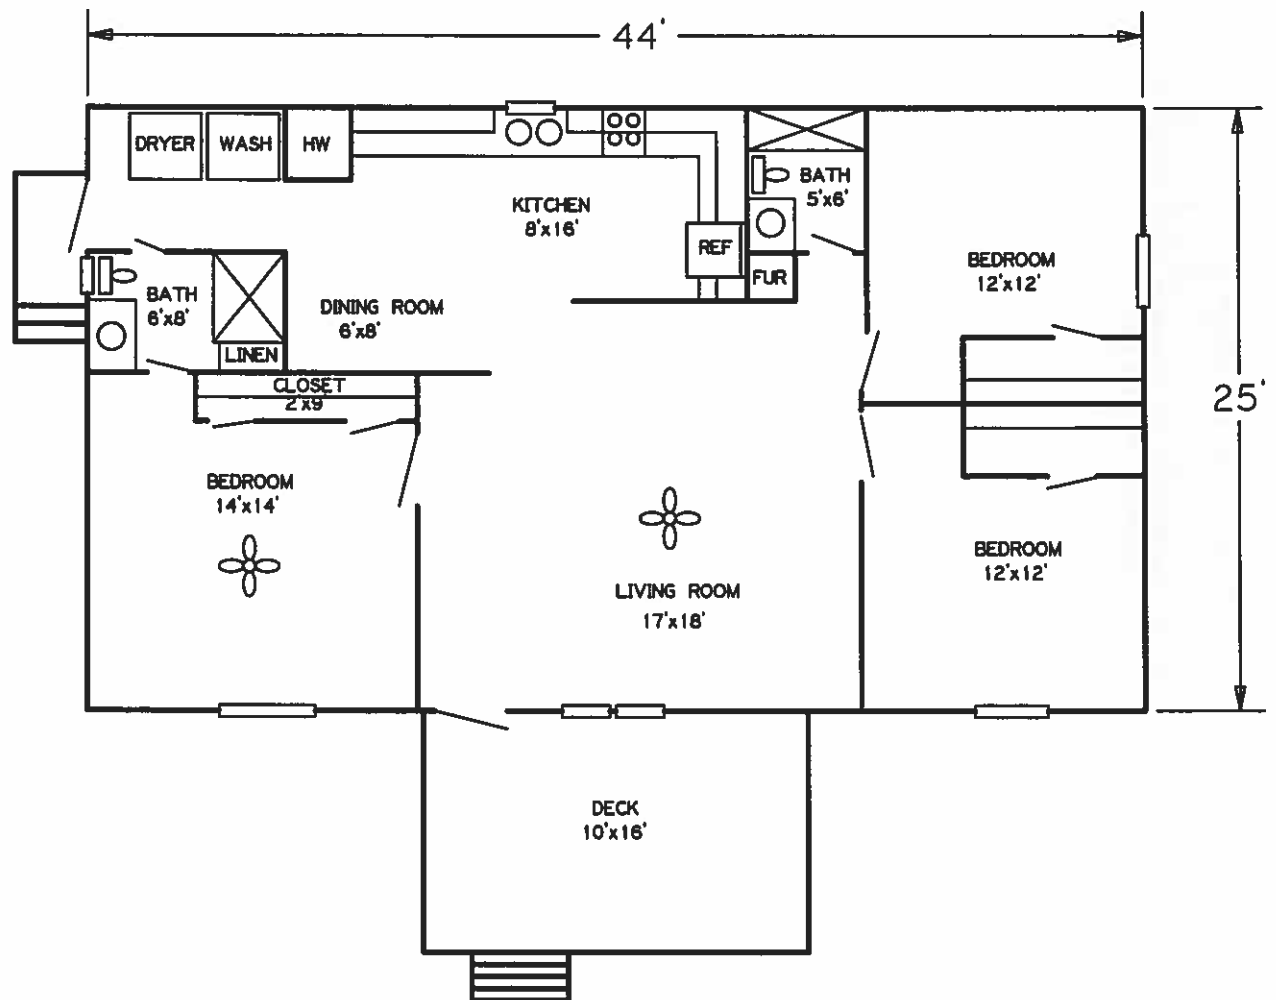 44'
DRYER
WASH
HW
BATH
5'x6'
KITCHEN
8'x16'
REF
FUR
BEDROOM
12'x12'
BATH
6'x8'
DINING ROOM
6'x8'
LINEN
CLOSET
2'x9'
25'
BEDROOM
14'x14'
BEDROOM
12'x12'
LIVING ROOM
17'x18'
DECK
10'x16'